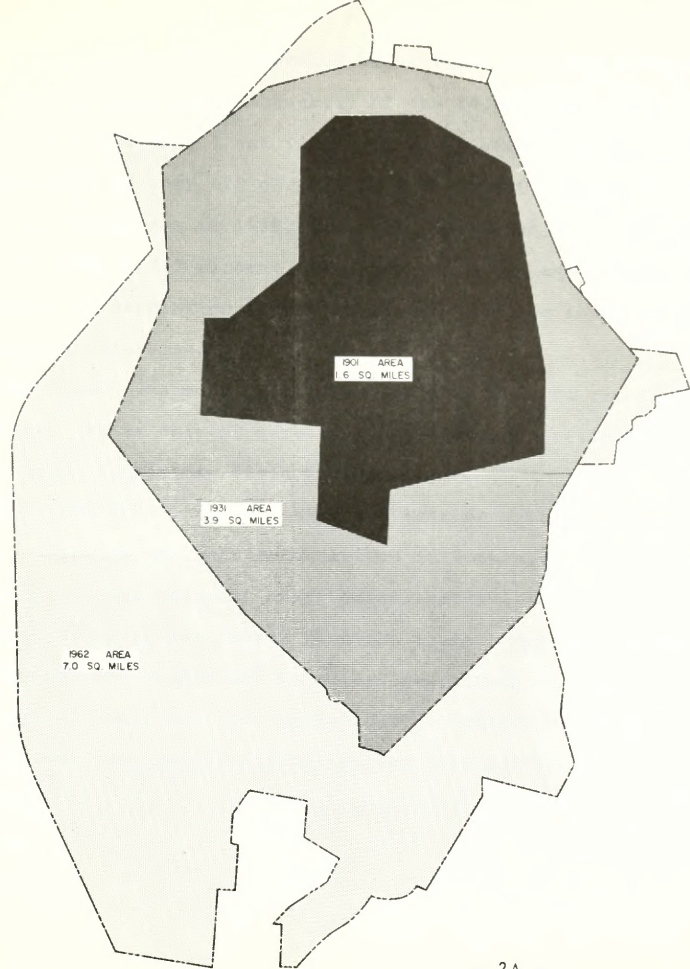 1901 AREA
1.6 SQ. MILES
1931 AREA
3.9 SQ. MILES
1962 AREA
7.0 SQ. MILES
2A